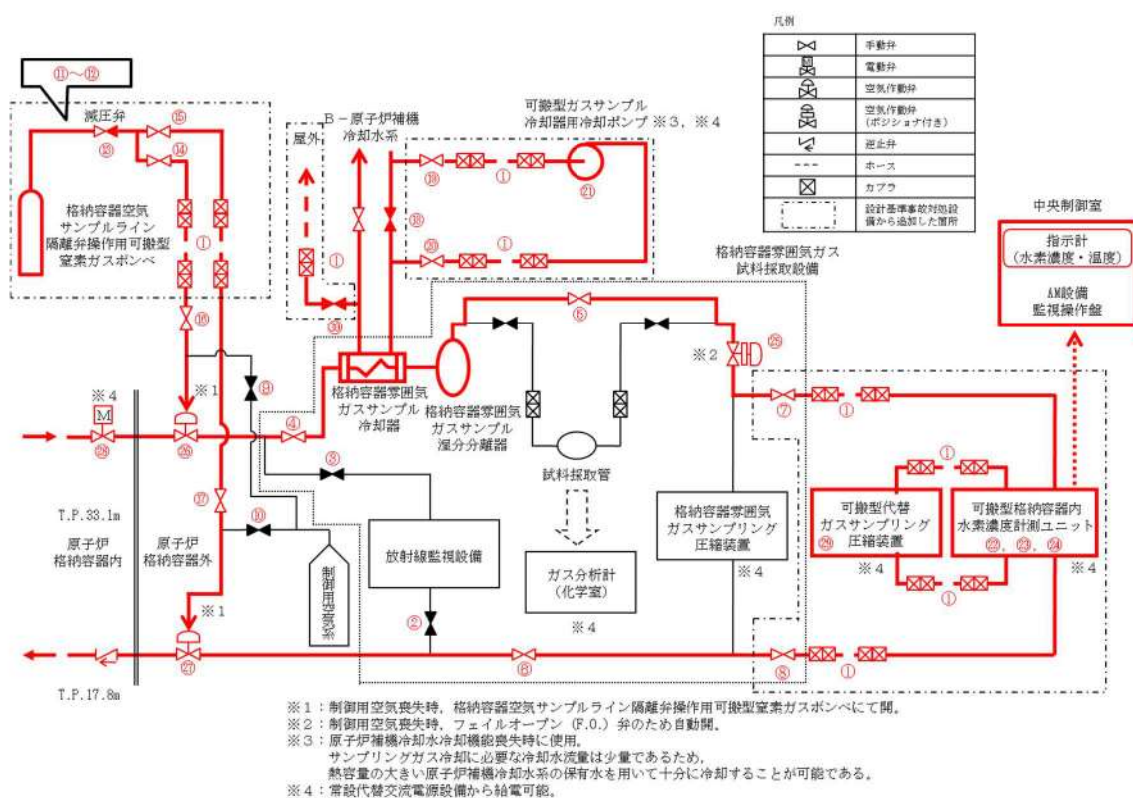 凡例
手動弁
電動弁
空気作動弁
空気作動弁
(ポジショナ付き)
逆止弁
ホース
カプラ
設計基準事故対処設
備から追加した箇所
⑪～⑫
減圧弁
⑮
⑬
⑭
格納容器空気
サンプルライン
隔離弁操作用可搬型
窒素ガスボンベ
①
⑯
屋外
B－原子炉補機
冷却水系
可搬型ガスサンプル
冷却器用冷却ポンプ ※3，※4
⑲
①
㉑
⑱
⑳
①
①
㉚
格納容器雰囲気ガス
試料採取設備
中央制御室
指示計
(水素濃度・温度)
AM設備
監視操作盤
⑥
㉕
※2
※1
⑨
※4
M
㉘
㉖
④
格納容器雰囲気
ガスサンプル
冷却器
格納容器雰囲気
ガスサンプル
湿分分離器
試料採取管
⑦
①
①
③
⑰
⑩
T.P.33.1m
原子炉
格納容器内
原子炉
格納容器外
制御用空気系
放射線監視設備
ガス分析計
(化学室)
※4
格納容器雰囲気
ガスサンプリング
圧縮装置
※4
可搬型代替
ガスサンプリング
圧縮装置
㉙
※4
可搬型格納容器内
水素濃度計測ユニット
㉒，㉓，㉔
※4
①
②
※1
㉗
⑧
①
T.P.17.8m
※1：制御用空気喪失時，格納容器空気サンプルライン隔離弁操作用可搬型窒素ガスボンベにて開。
※2：制御用空気喪失時，フェイルオープン（F.O.）弁のため自動開。
※3：原子炉補機冷却水冷却機能喪失時に使用。
サンプリングガス冷却に必要な冷却水流量は少量であるため，
熱容量の大きい原子炉補機冷却水系の保有水を用いて十分に冷却することが可能である。
※4：常設代替交流電源設備から給電可能。